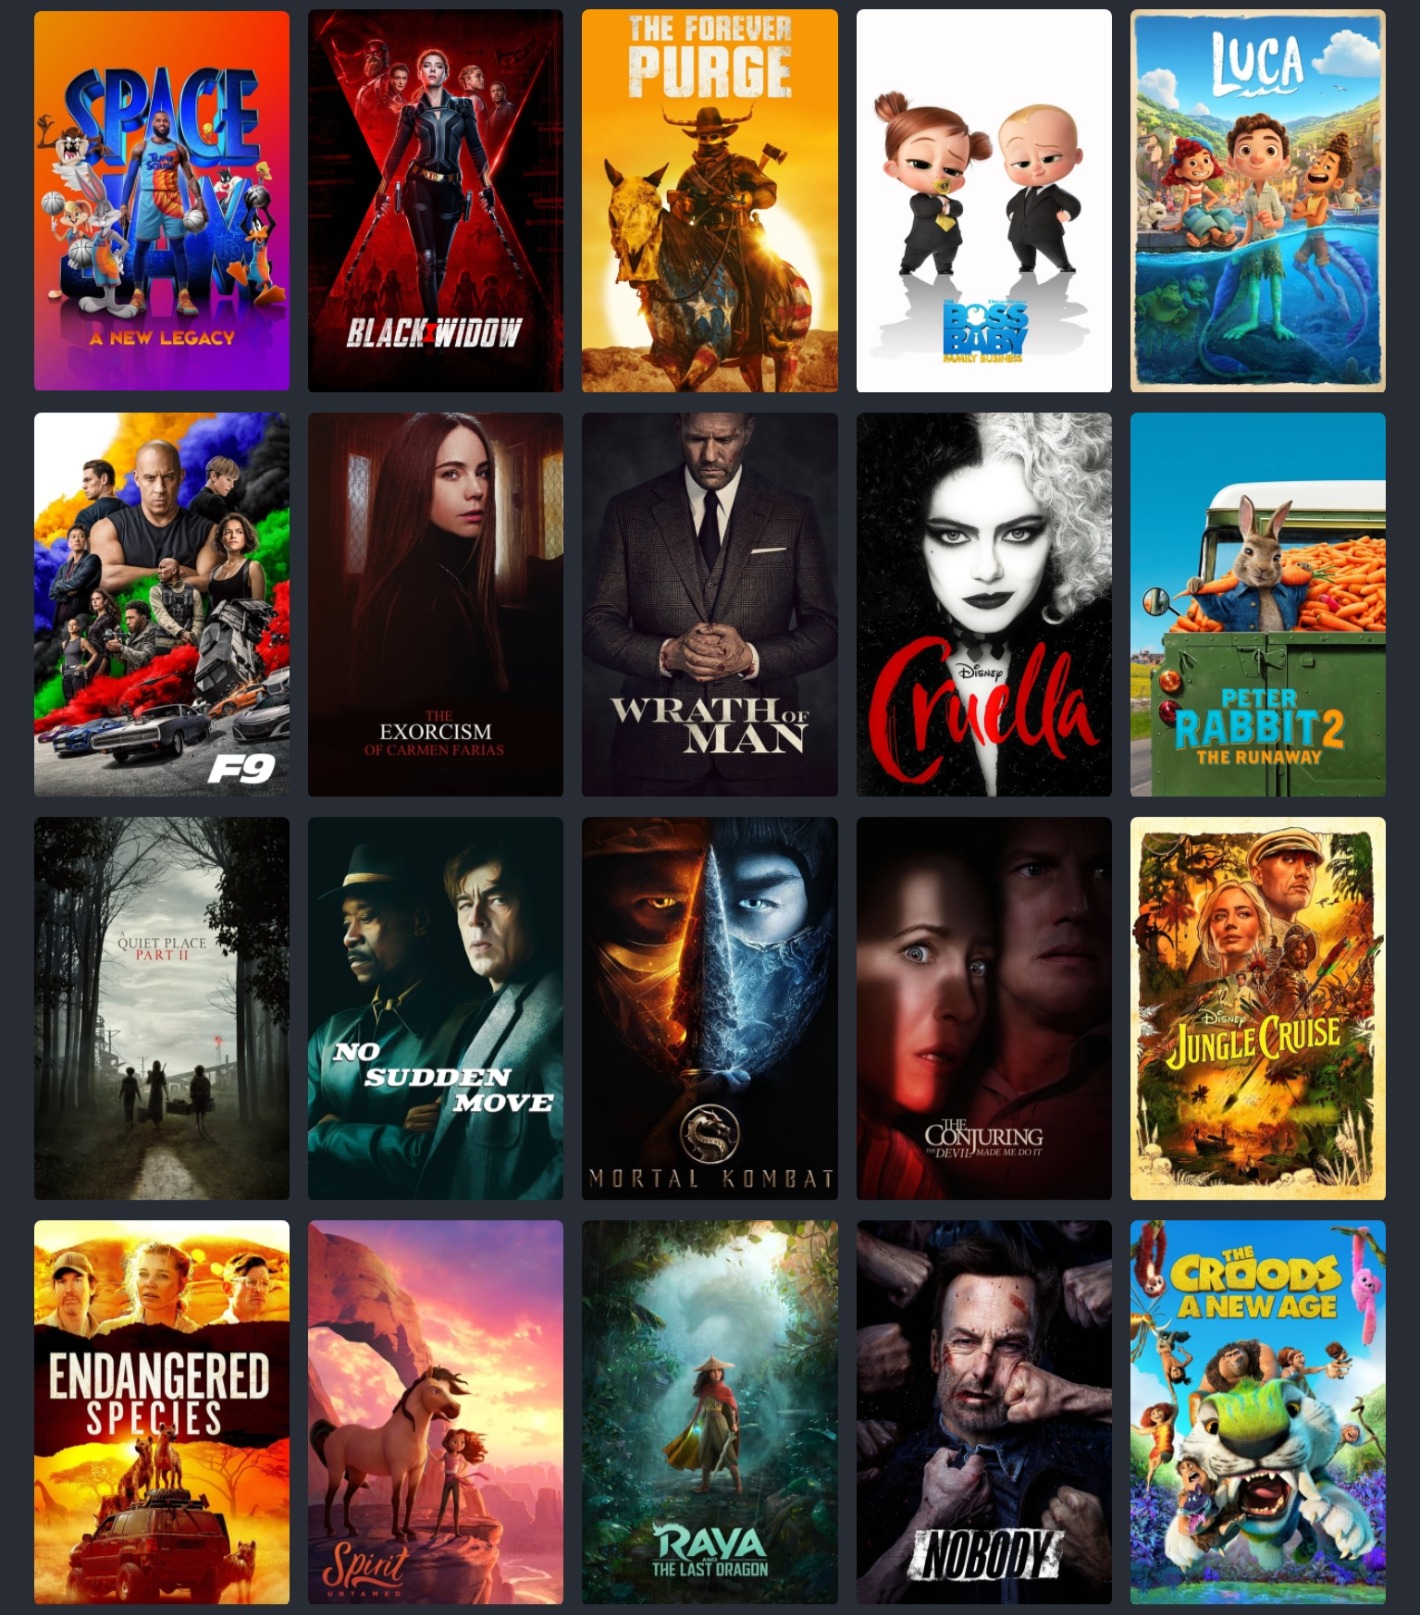 SPACE
JAM
TUNE
SQUAD
A NEW LEGACY
BLACK WIDOW
THE FOREVER
PURGE
THE
BOSS
BABY
FAMILY BUSINESS
LUCA
F9
THE
EXORCISM
OF CARMEN FARIAS
WRATH OF
MAN
DISNEY
Cruella
PETER
RABBIT 2
THE RUNAWAY
A
QUIET PLACE
PART II
NO
SUDDEN
MOVE
MORTAL KOMBAT
THE
CONJURING
THE DEVIL MADE ME DO IT
DISNEY
JUNGLE CRUISE
ENDANGERED
SPECIES
Spirit
UNTAMED
RAYA
AND
THE LAST DRAGON
NOBODY
THE
CROODS
A NEW AGE